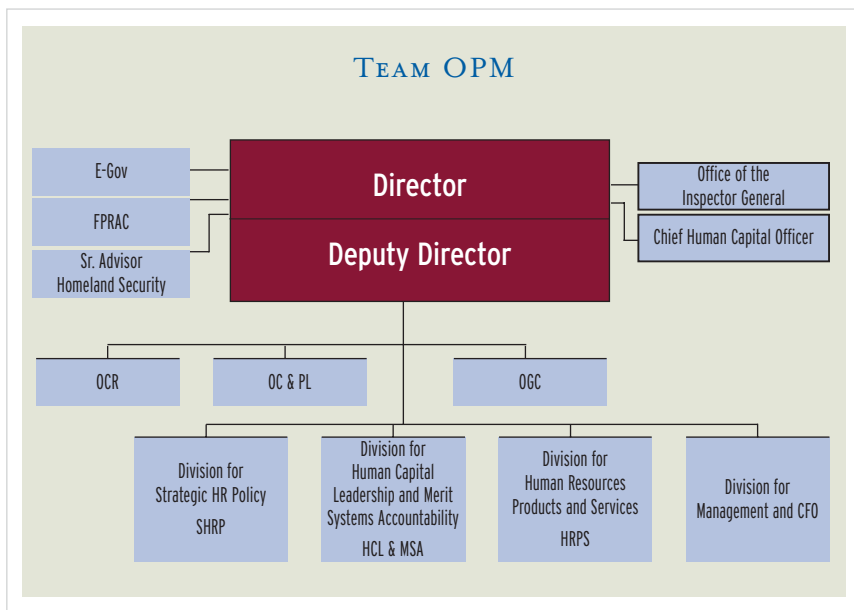 TEAM OPM
E-Gov
FPRAC
Sr. Advisor
Homeland Security
Director
Deputy Director
Office of the
Inspector General
Chief Human Capital Officer
OCR
OC & PL
OGC
Division for
Strategic HR Policy
SHRP
Division for
Human Capital
Leadership and Merit
Systems Accountability
HCL & MSA
Division for
Human Resources
Products and Services
HRPS
Division for
Management and CFO